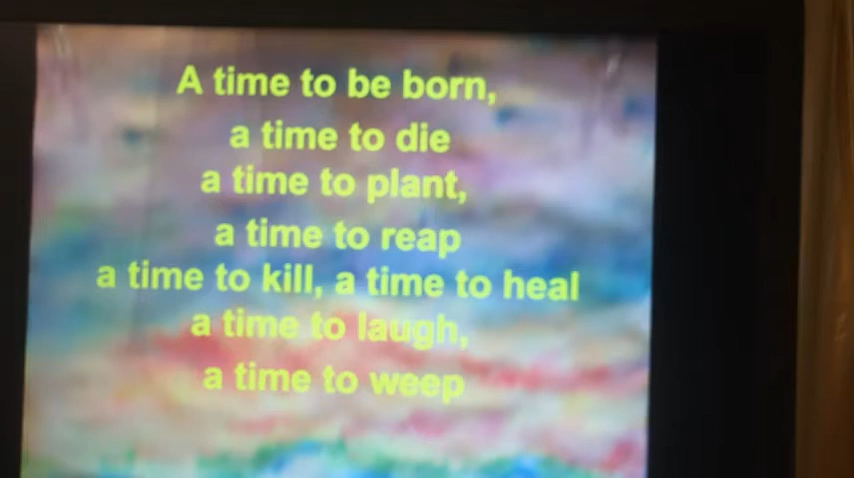 A time to be born,
a time to die
a time to plant,
a time to reap
a time to kill, a time to heal
a time to laugh,
a time to weep